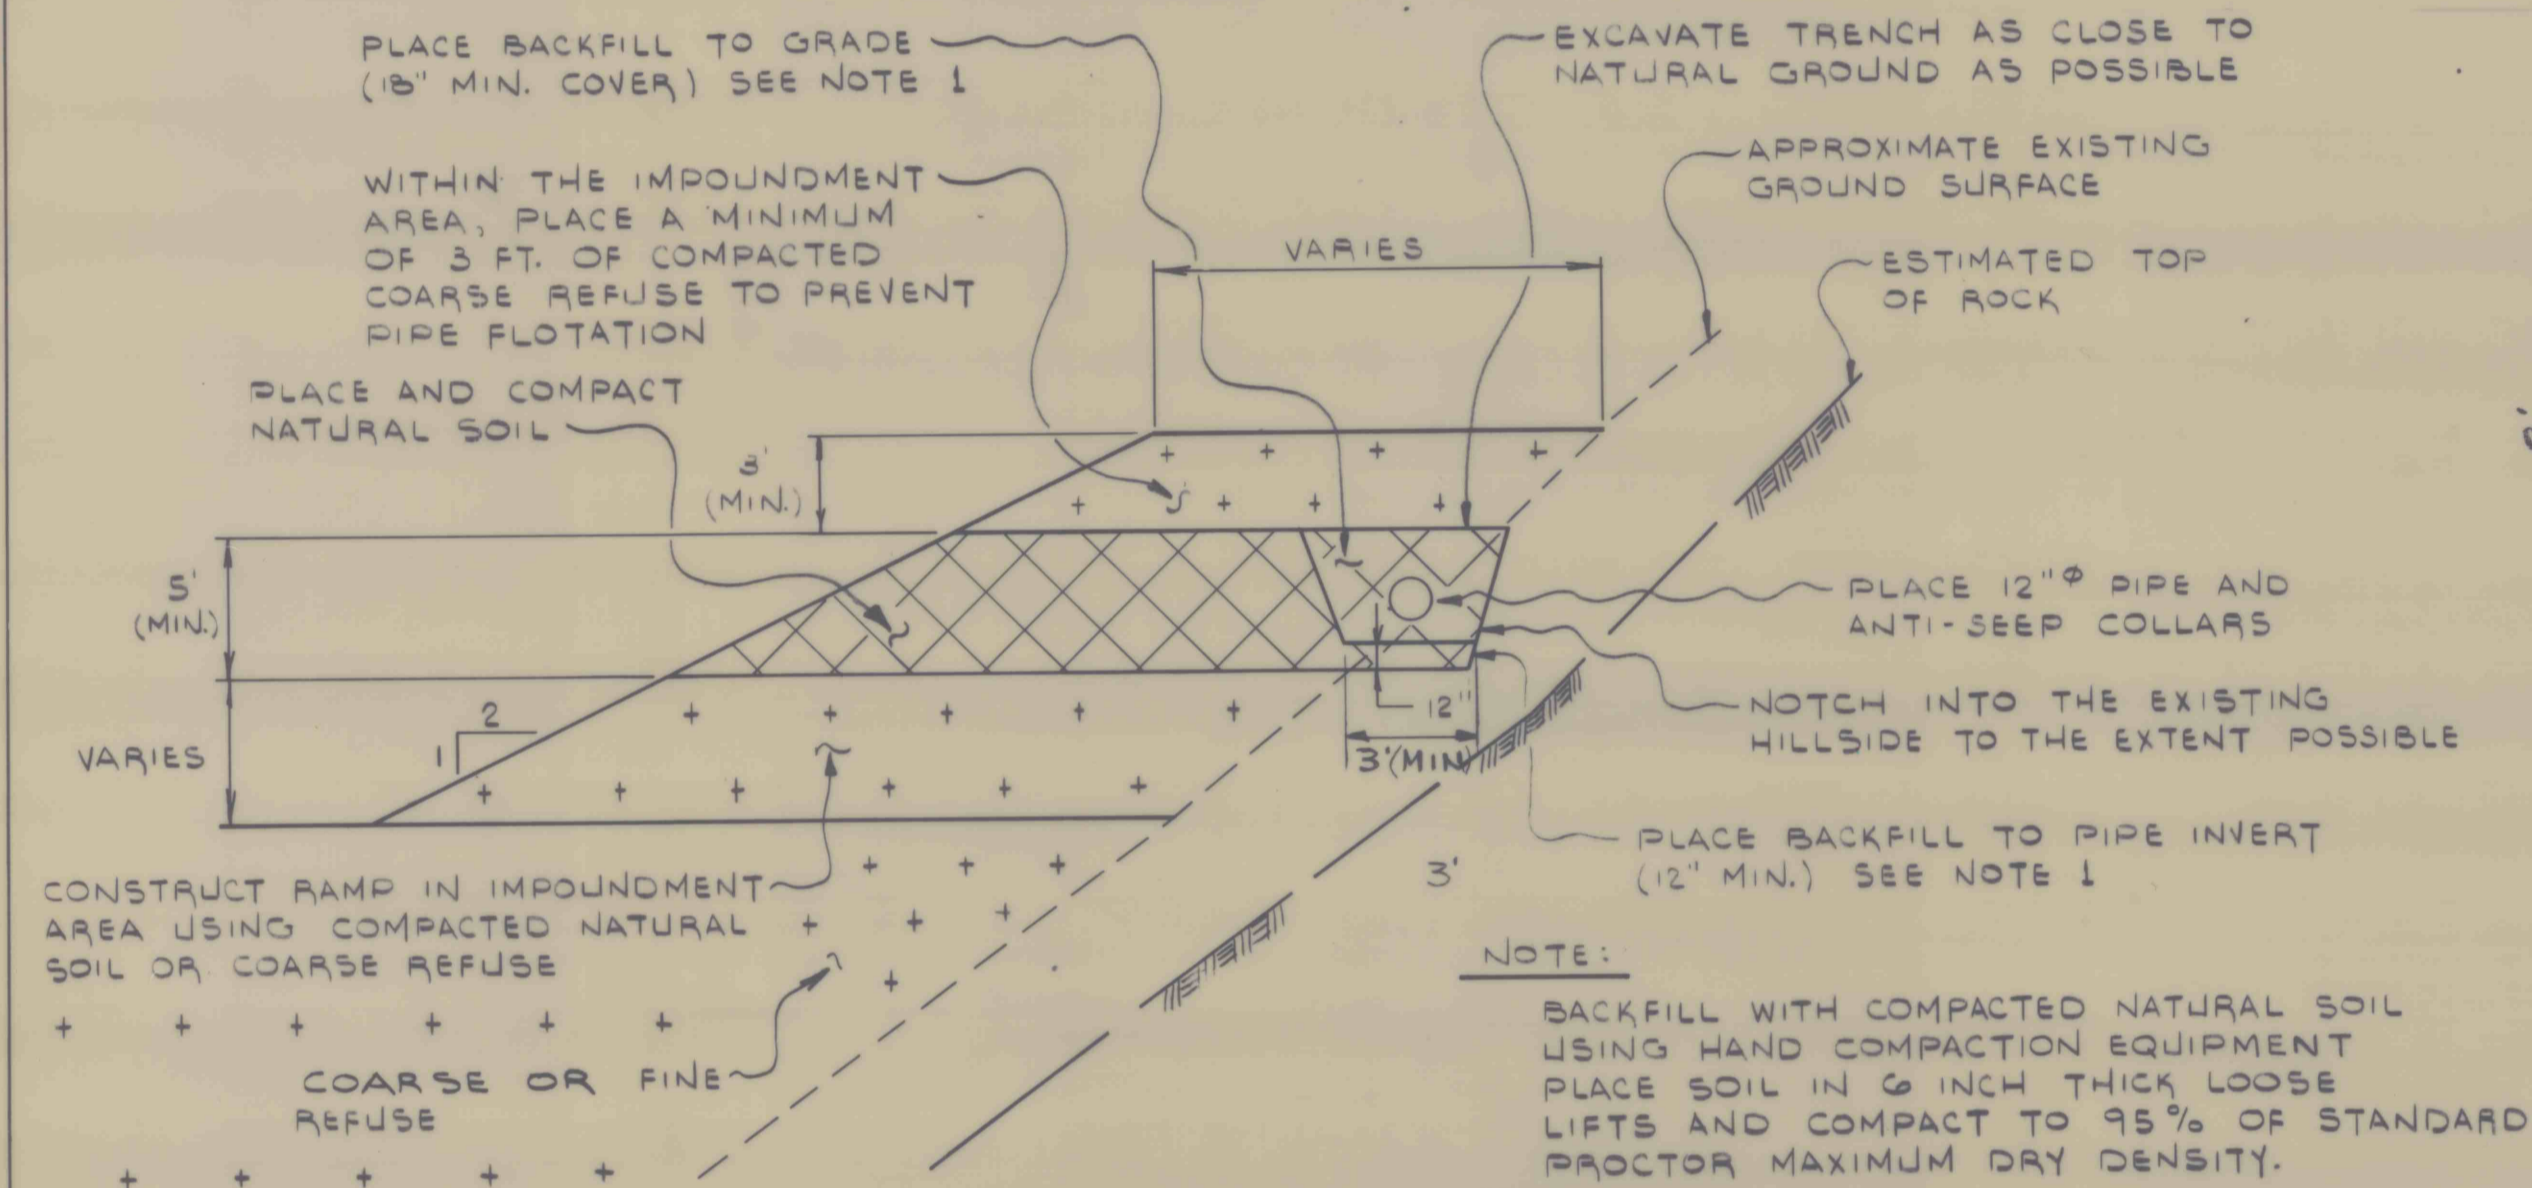 PLACE BACKFILL TO GRADE
(18" MIN. COVER) SEE NOTE 1
EXCAVATE TRENCH AS CLOSE TO
NATURAL GROUND AS POSSIBLE
WITHIN THE IMPOUNDMENT
AREA, PLACE A MINIMUM
OF 3 FT. OF COMPACTED
COARSE REFUSE TO PREVENT
PIPE FLOTATION
APPROXIMATE EXISTING
GROUND SURFACE
VARIES
ESTIMATED TOP
OF ROCK
PLACE AND COMPACT
NATURAL SOIL
3'
(MIN.)
5'
(MIN.)
PLACE 12"Φ PIPE AND
ANTI-SEEP COLLARS
NOTCH INTO THE EXISTING
HILLSIDE TO THE EXTENT POSSIBLE
12"
3'(MIN)
2
1
VARIES
PLACE BACKFILL TO PIPE INVERT
(12" MIN.) SEE NOTE 1
3'
CONSTRUCT RAMP IN IMPOUNDMENT
AREA USING COMPACTED NATURAL
SOIL OR COARSE REFUSE
COARSE OR FINE
REFUSE
NOTE:
BACKFILL WITH COMPACTED NATURAL SOIL
USING HAND COMPACTION EQUIPMENT
PLACE SOIL IN 6 INCH THICK LOOSE
LIFTS AND COMPACT TO 95% OF STANDARD
PROCTOR MAXIMUM DRY DENSITY.